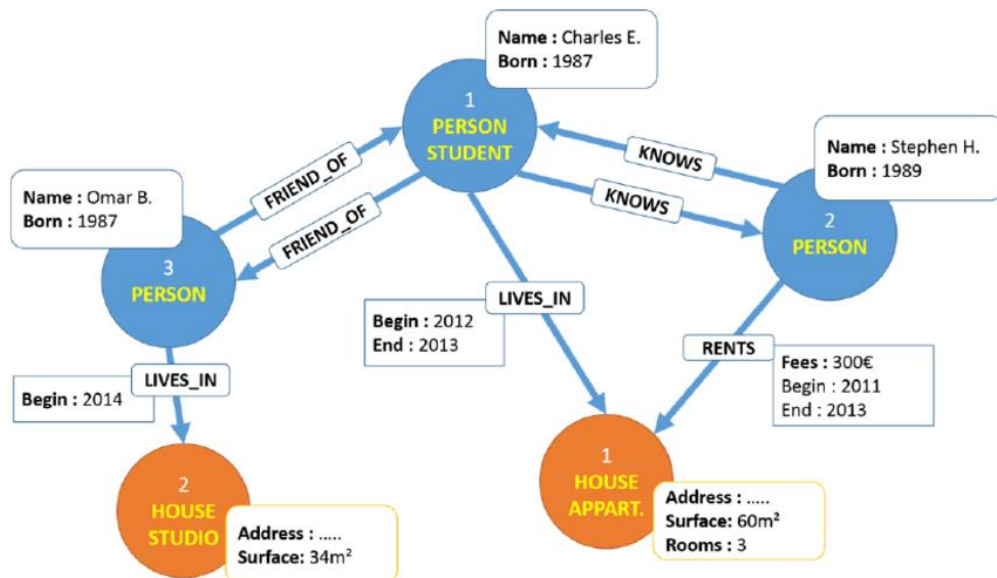 Name : Charles E.
Born : 1987
1
PERSON
STUDENT
Name : Stephen H.
Born : 1989
2
PERSON
KNOWS
KNOWS
Name : Omar B.
Born : 1987
3
PERSON
FRIEND_OF
FRIEND_OF
LIVES_IN
Begin : 2012
End : 2013
RENTS
Fees : 300€
Begin : 2011
End : 2013
LIVES_IN
Begin : 2014
2
HOUSE
STUDIO
Address : .....
Surface: 34m²
1
HOUSE
APPART.
Address : .....
Surface: 60m²
Rooms : 3